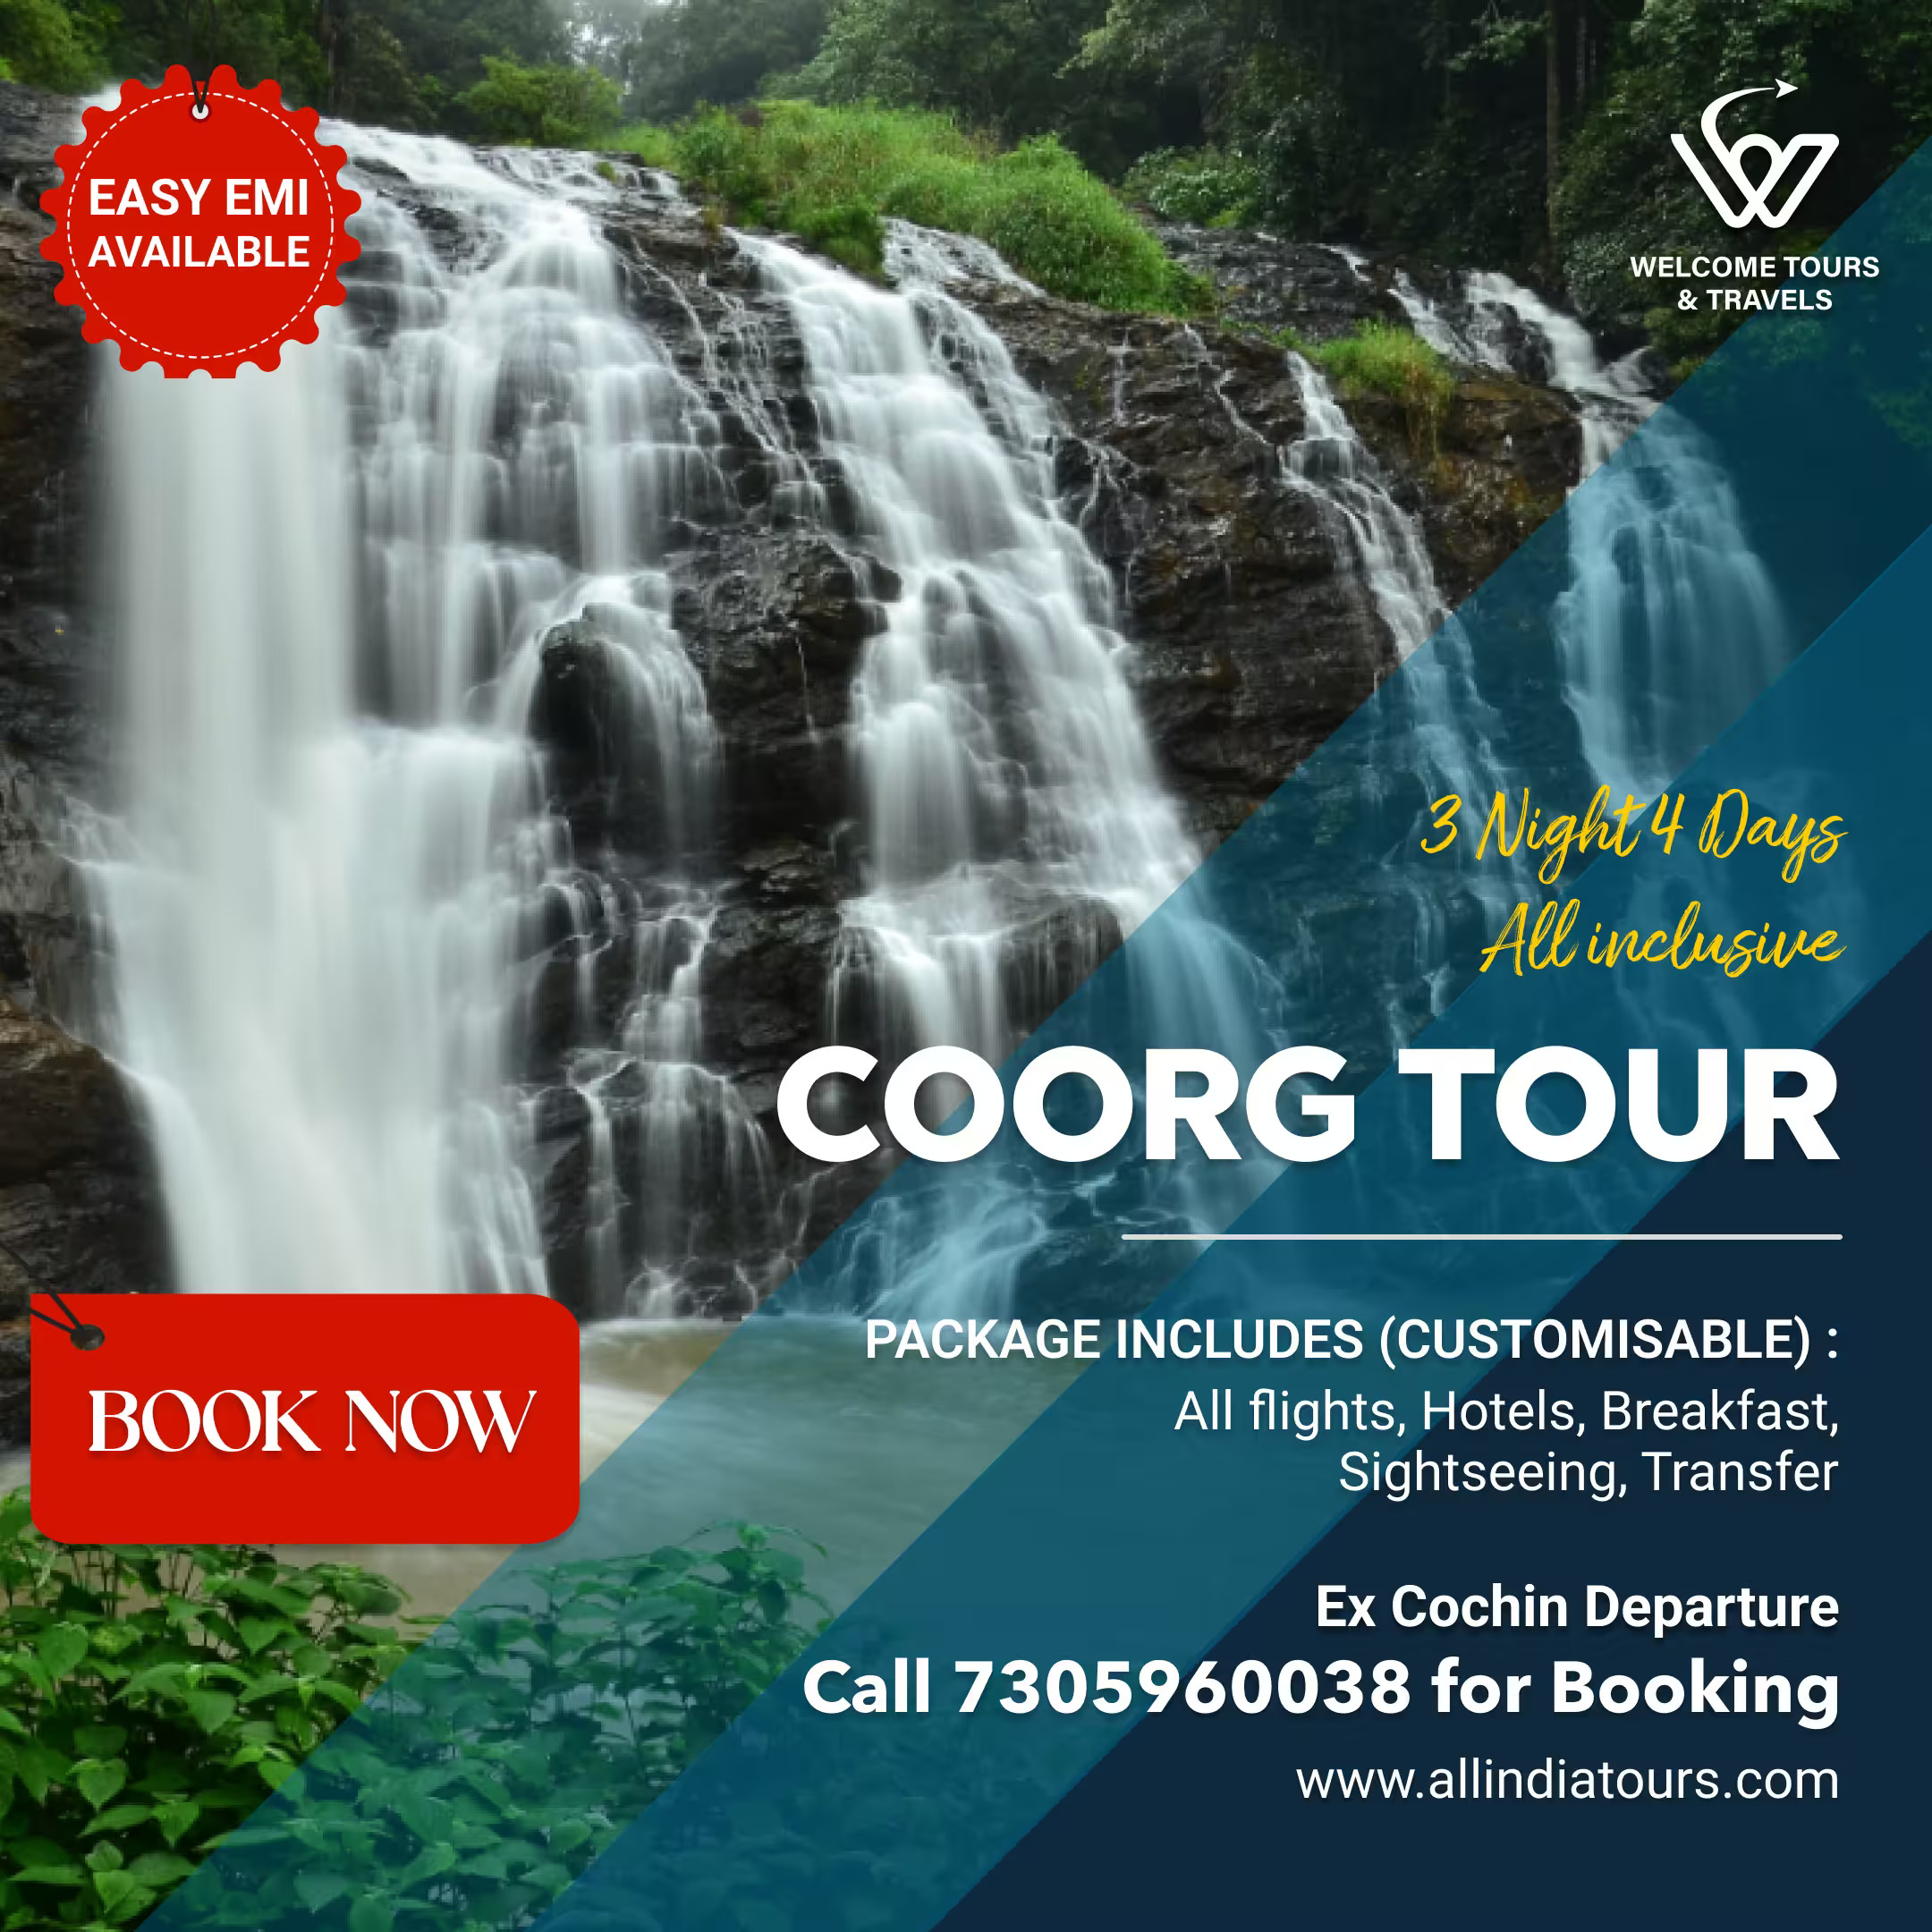 EASY EMI
AVAILABLE
WELCOME TOURS
& TRAVELS
3 Night 4 Days
All inclusive
COORG TOUR
PACKAGE INCLUDES (CUSTOMISABLE) :
All flights, Hotels, Breakfast,
Sightseeing, Transfer
BOOK NOW
Ex Cochin Departure
Call 7305960038 for Booking
www.allindiatours.com